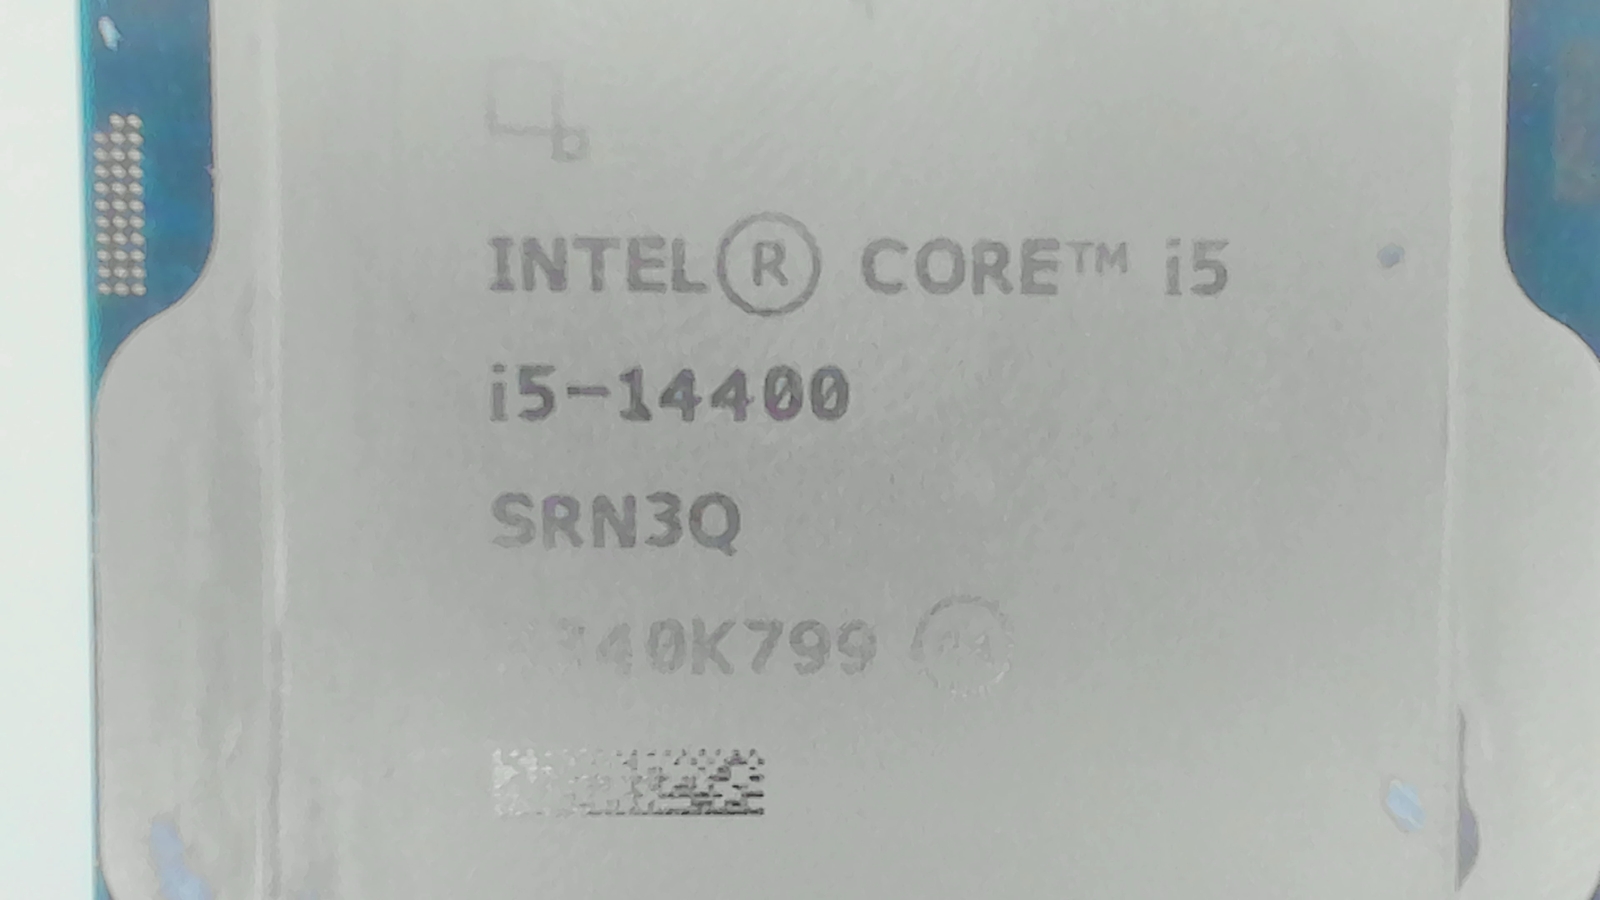 INTEL® CORE™ i5
i5-14400
SRN3Q